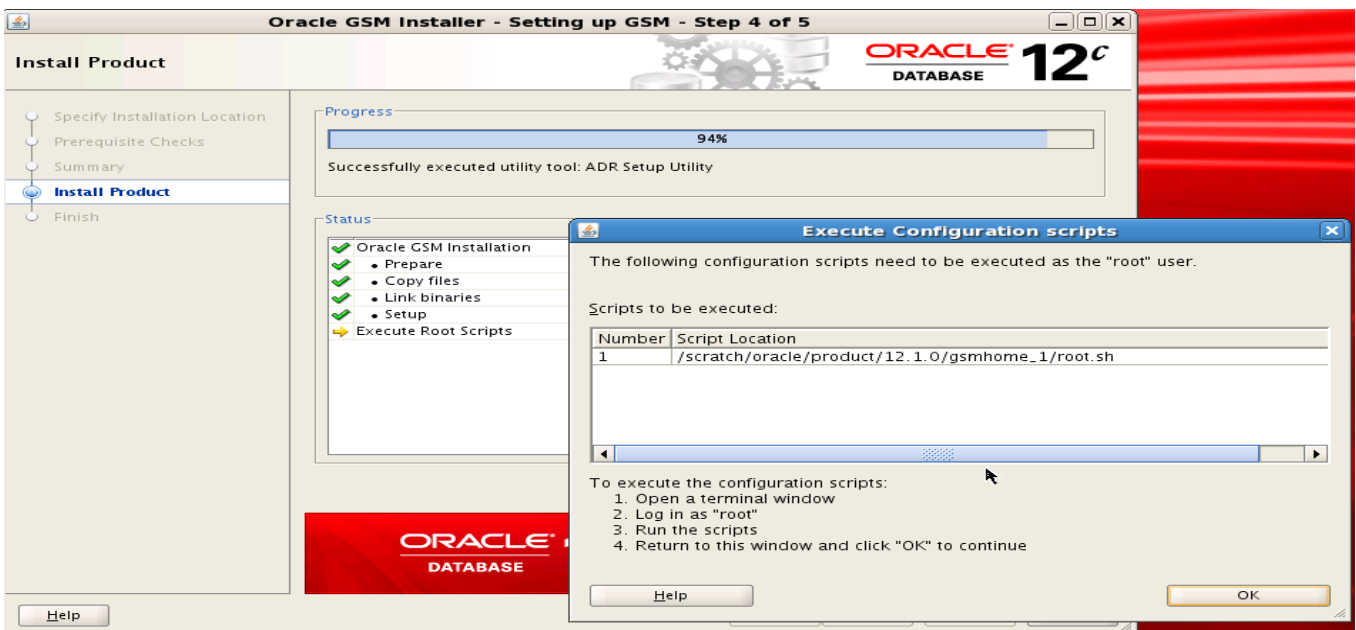 Oracle GSM Installer - Setting up GSM - Step 4 of 5
Install Product
ORACLE
DATABASE
12c
Specify Installation Location
Prerequisite Checks
Summary
Install Product
Finish
Progress
94%
Successfully executed utility tool: ADR Setup Utility
Status
Oracle GSM Installation
• Prepare
• Copy files
• Link binaries
• Setup
Execute Root Scripts
ORACLE
DATABASE
Help
Execute Configuration scripts
The following configuration scripts need to be executed as the "root" user.
Scripts to be executed:
Number Script Location
1 /scratch/oracle/product/12.1.0/gsmhome_1/root.sh
To execute the configuration scripts:
1. Open a terminal window
2. Log in as "root"
3. Run the scripts
4. Return to this window and click "OK" to continue
Help
OK